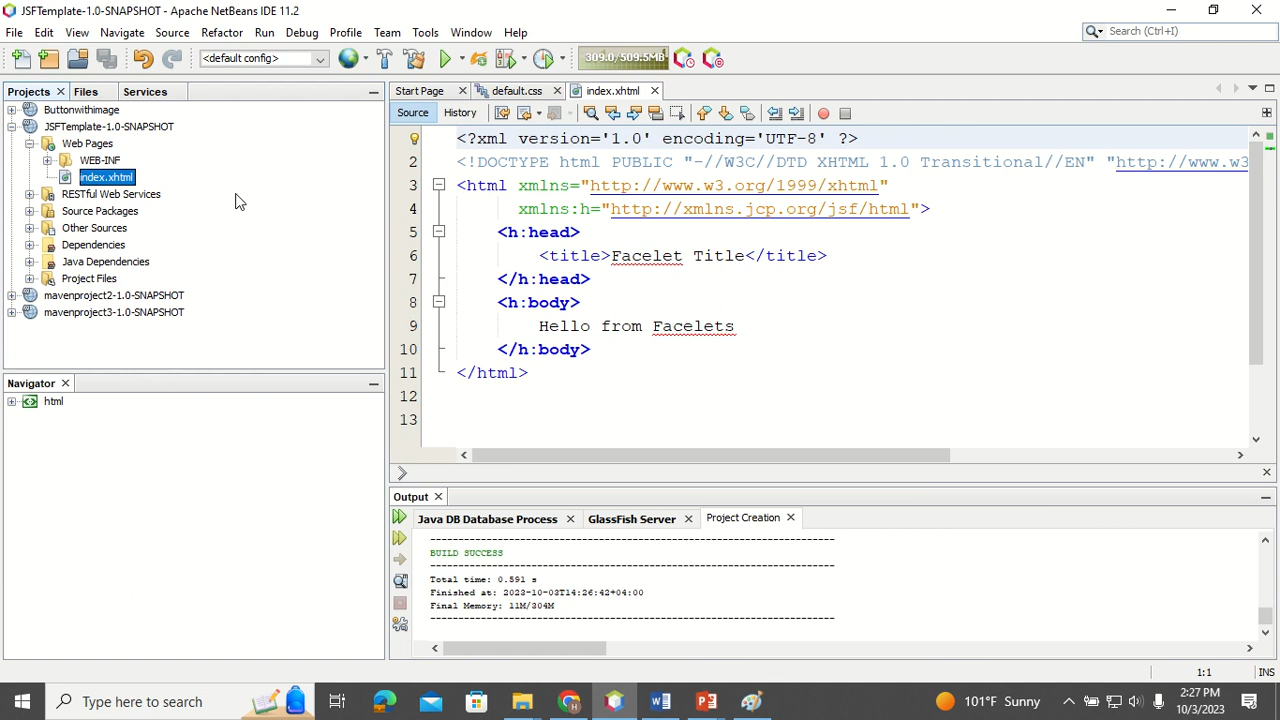 JSFTemplate-1.0-SNAPSHOT - Apache NetBeans IDE 11.2
File Edit View Navigate Source Refactor Run Debug Profile Team Tools Window Help
Search (Ctrl+I)
<default config>
309.0/509.5MB
Projects Files Services
Buttonwithimage
JSFTemplate-1.0-SNAPSHOT
Web Pages
WEB-INF
index.xhtml
RESTful Web Services
Source Packages
Other Sources
Dependencies
Java Dependencies
Project Files
mavenproject2-1.0-SNAPSHOT
mavenproject3-1.0-SNAPSHOT
Navigator
html
Start Page default.css index.xhtml
Source History
<?xml version='1.0' encoding='UTF-8' ?>
2 <!DOCTYPE html PUBLIC "-//W3C//DTD XHTML 1.0 Transitional//EN" "http://www.w3
3 <html xmlns="http://www.w3.org/1999/xhtml"
4 xmlns:h="http://xmlns.jcp.org/jsf/html">
5 <h:head>
6 <title>Facelet Title</title>
7 </h:head>
8 <h:body>
9 Hello from Facelets
10 </h:body>
11 </html>
12
13
Output
Java DB Database Process GlassFish Server Project Creation
------------------------------------------------------------------------
BUILD SUCCESS
------------------------------------------------------------------------
Total time: 0.591 s
Finished at: 2023-10-03T14:26:42+04:00
Final Memory: 11M/304M
------------------------------------------------------------------------
1:1 INS
Type here to search
101°F Sunny
2:27 PM
10/3/2023